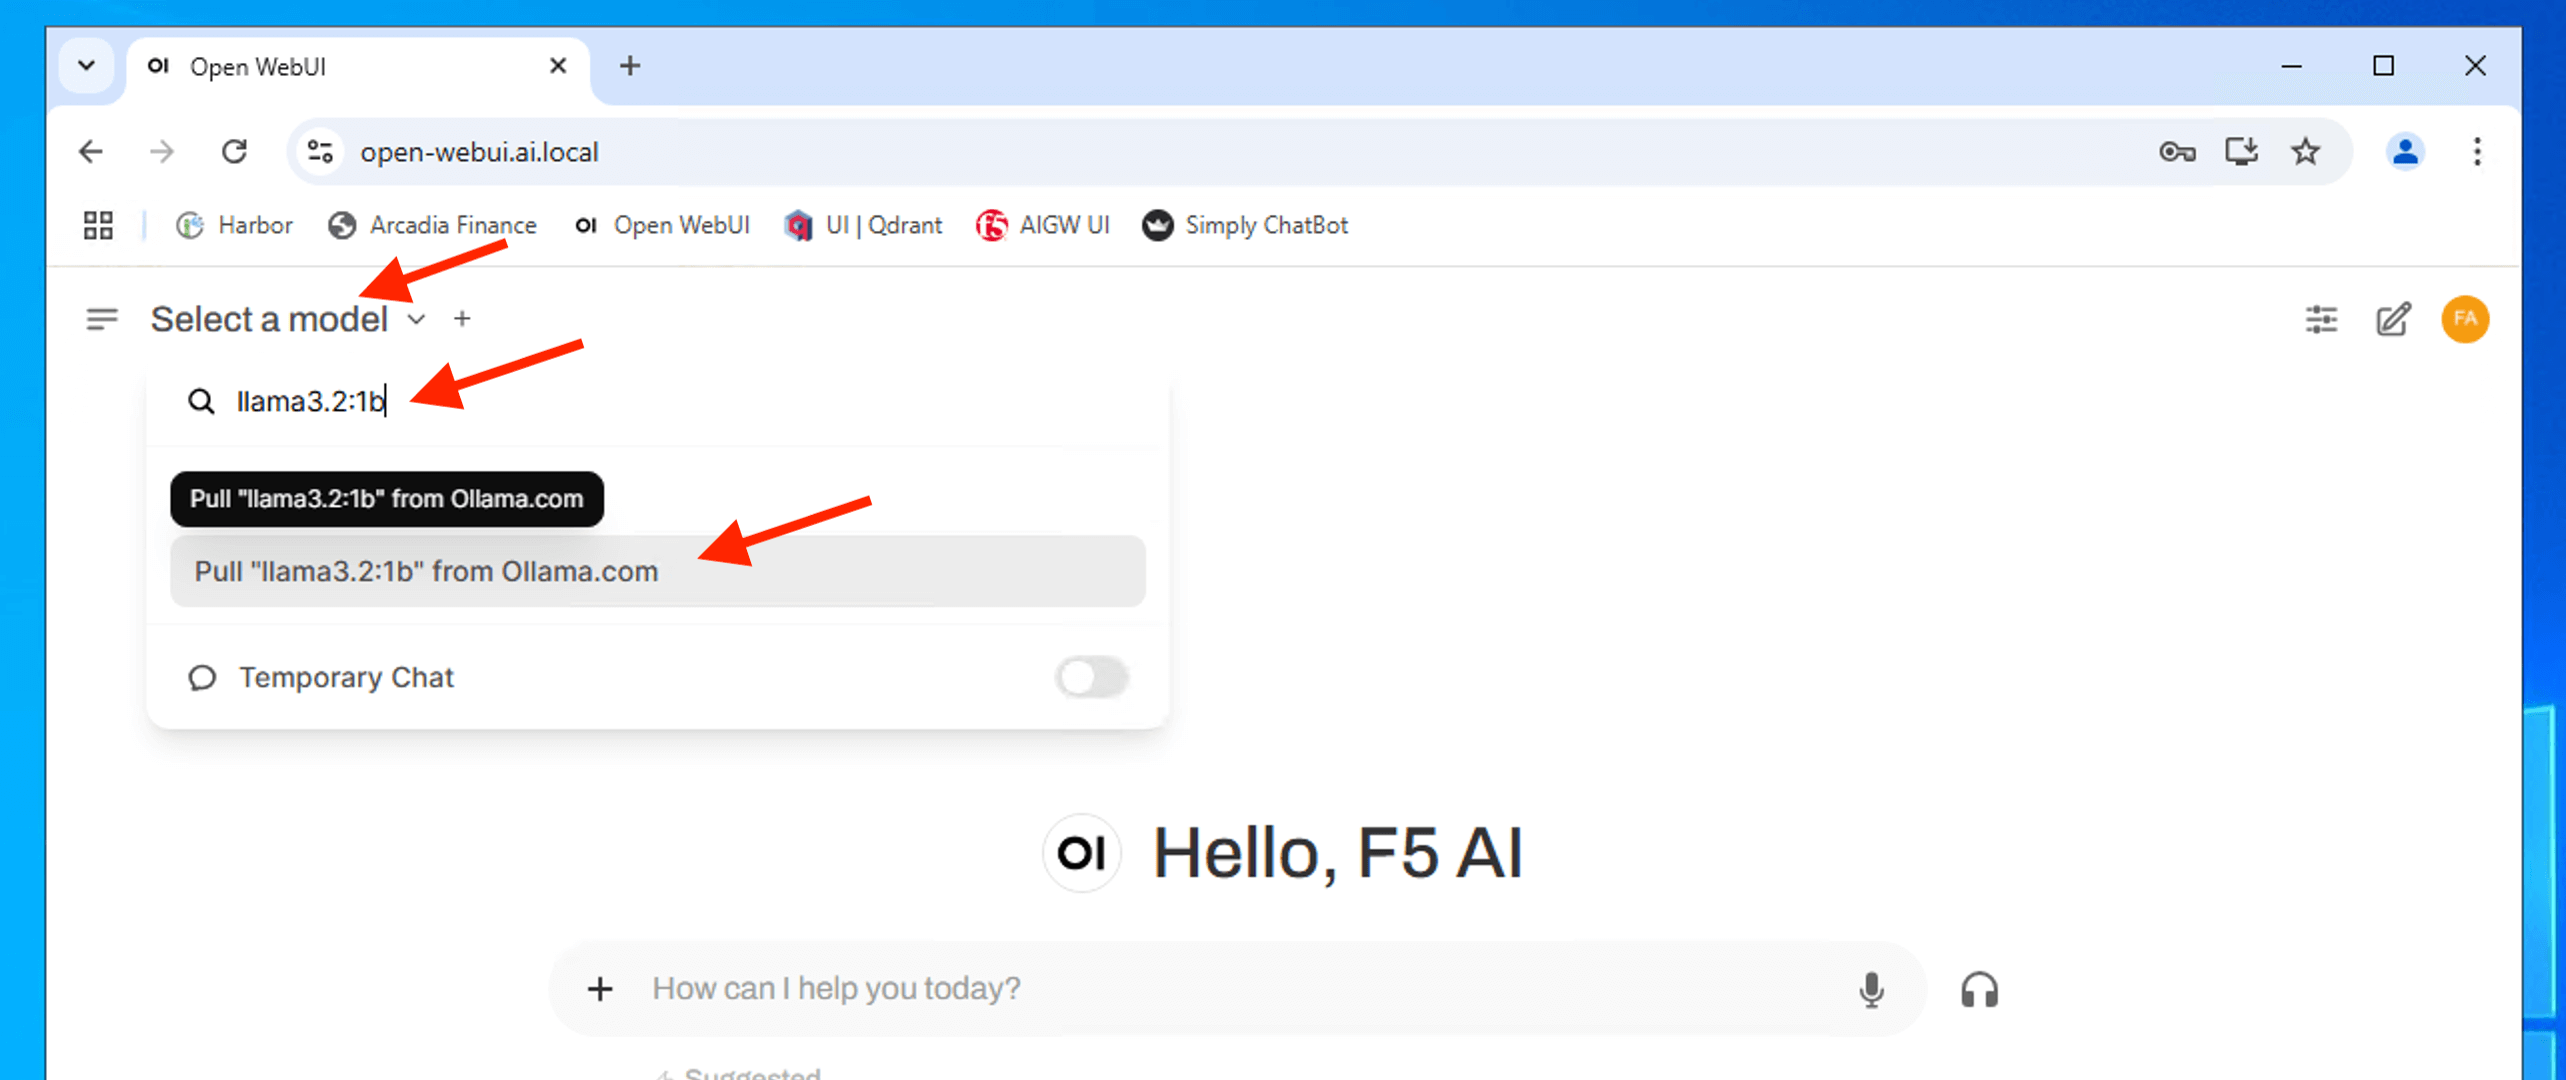 OI Open WebUI
open-webui.ai.local
Harbor Arcadia Finance OI Open WebUI UI | Qdrant f5 AIGW UI Simply ChatBot
Select a model
FA
llama3.2:1b
Pull "llama3.2:1b" from Ollama.com
Pull "llama3.2:1b" from Ollama.com
Temporary Chat
OI Hello, F5 AI
How can I help you today?
Suggested